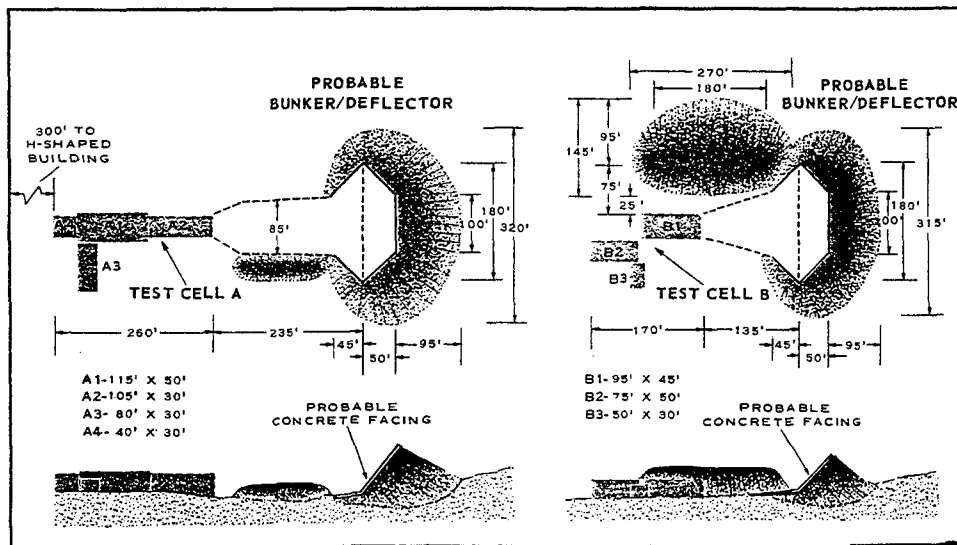 PROBABLE
BUNKER/DEFLECTOR
300' TO
H-SHAPED
BUILDING
85'
180'
100'
320'
A3
TEST CELL A
260'
235'
45'
50'
95'
A1-115' X 50'
A2-105' X 30'
A3- 80' X 30'
A4- 40' X 30'
PROBABLE
CONCRETE FACING
270'
180'
PROBABLE
BUNKER/DEFLECTOR
95'
145'
75'
25'
B1
B2
B3
180'
315'
TEST CELL B
170'
135'
45'
50'
95'
B1-95' X 45'
B2-75' X 50'
B3-50' X 30'
PROBABLE
CONCRETE FACING